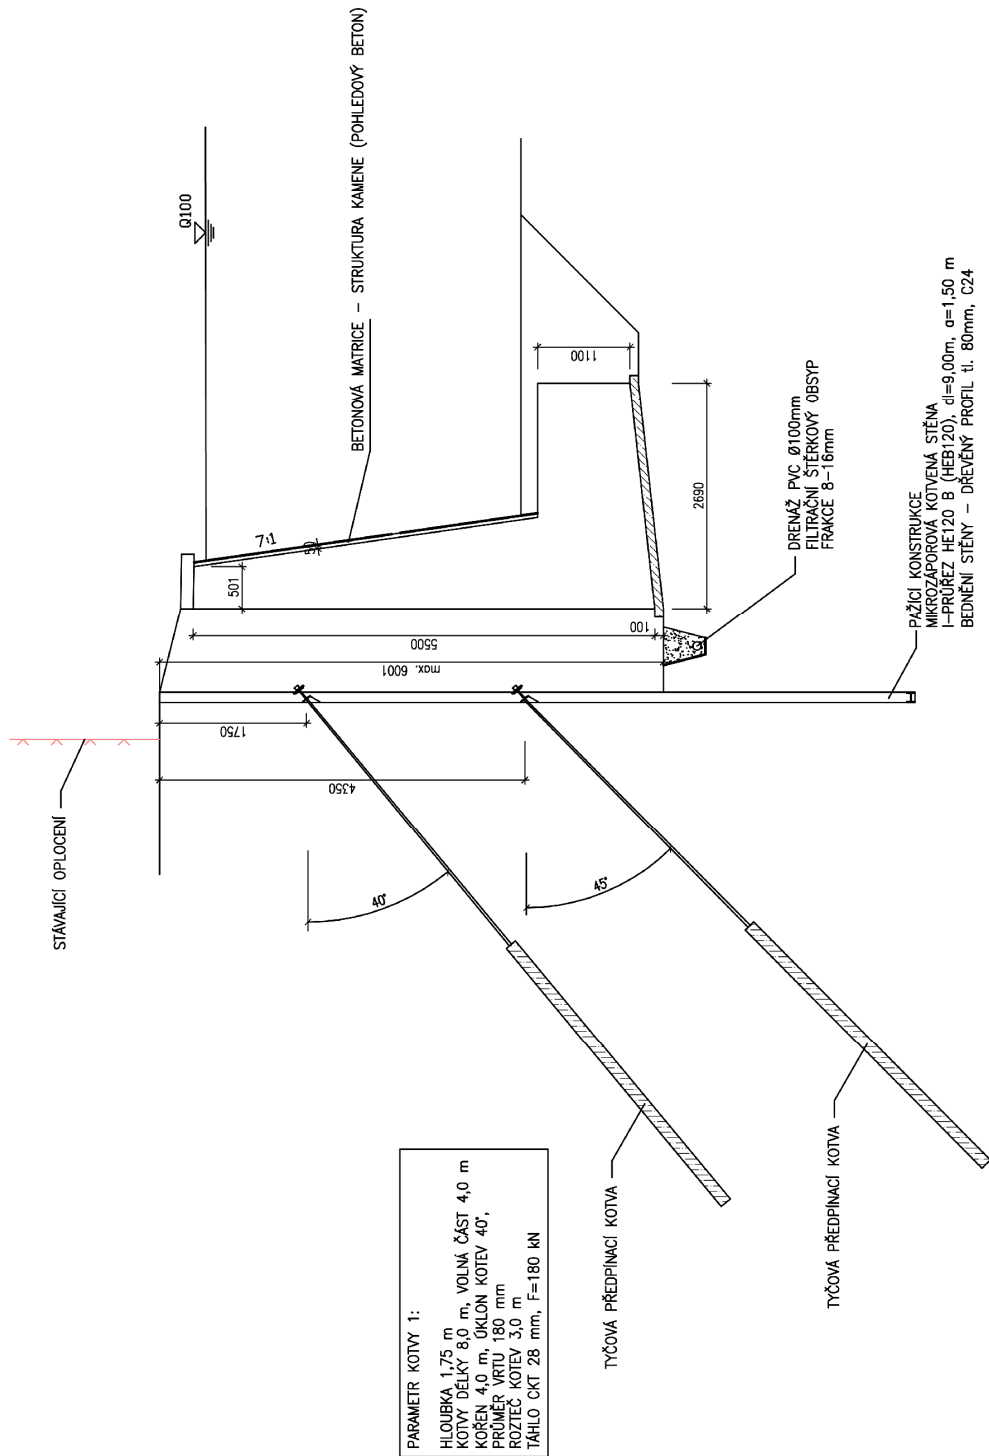 STÁVAJÍCÍ OPLOCENÍ
Q100
BETONOVÁ MATRICE – STRUKTURA KAMENE (POHLEDOVÝ BETON)
7:1
50
501
1100
2690
100
5500
max. 6001
1750
4350
40°
45°
DRENÁŽ PVC Ø100mm
FILTRAČNÍ ŠTĚRKOVÝ OBSYP
FRAKCE 8–16mm
PAŽÍCÍ KONSTRUKCE
MIKROZÁPOROVÁ KOTVENÁ STĚNA
I–PRŮŘEZ HE120 B (HEB120), dl=9,00m, a=1,50 m
BEDNĚNÍ STĚNY – DŘEVĚNÝ PROFIL tl. 80mm, C24
PARAMETR KOTVY 1:
HLOUBKA 1,75 m
KOTVY DÉLKY 8,0 m, VOLNÁ ČÁST 4,0 m
KOŘEN 4,0 m, ÚKLON KOTEV 40°,
PRŮMĚR VRTU 180 mm
ROZTEČ KOTEV 3,0 m
TÁHLO CKT 28 mm, F=180 kN
TYČOVÁ PŘEDPÍNACÍ KOTVA
TYČOVÁ PŘEDPÍNACÍ KOTVA